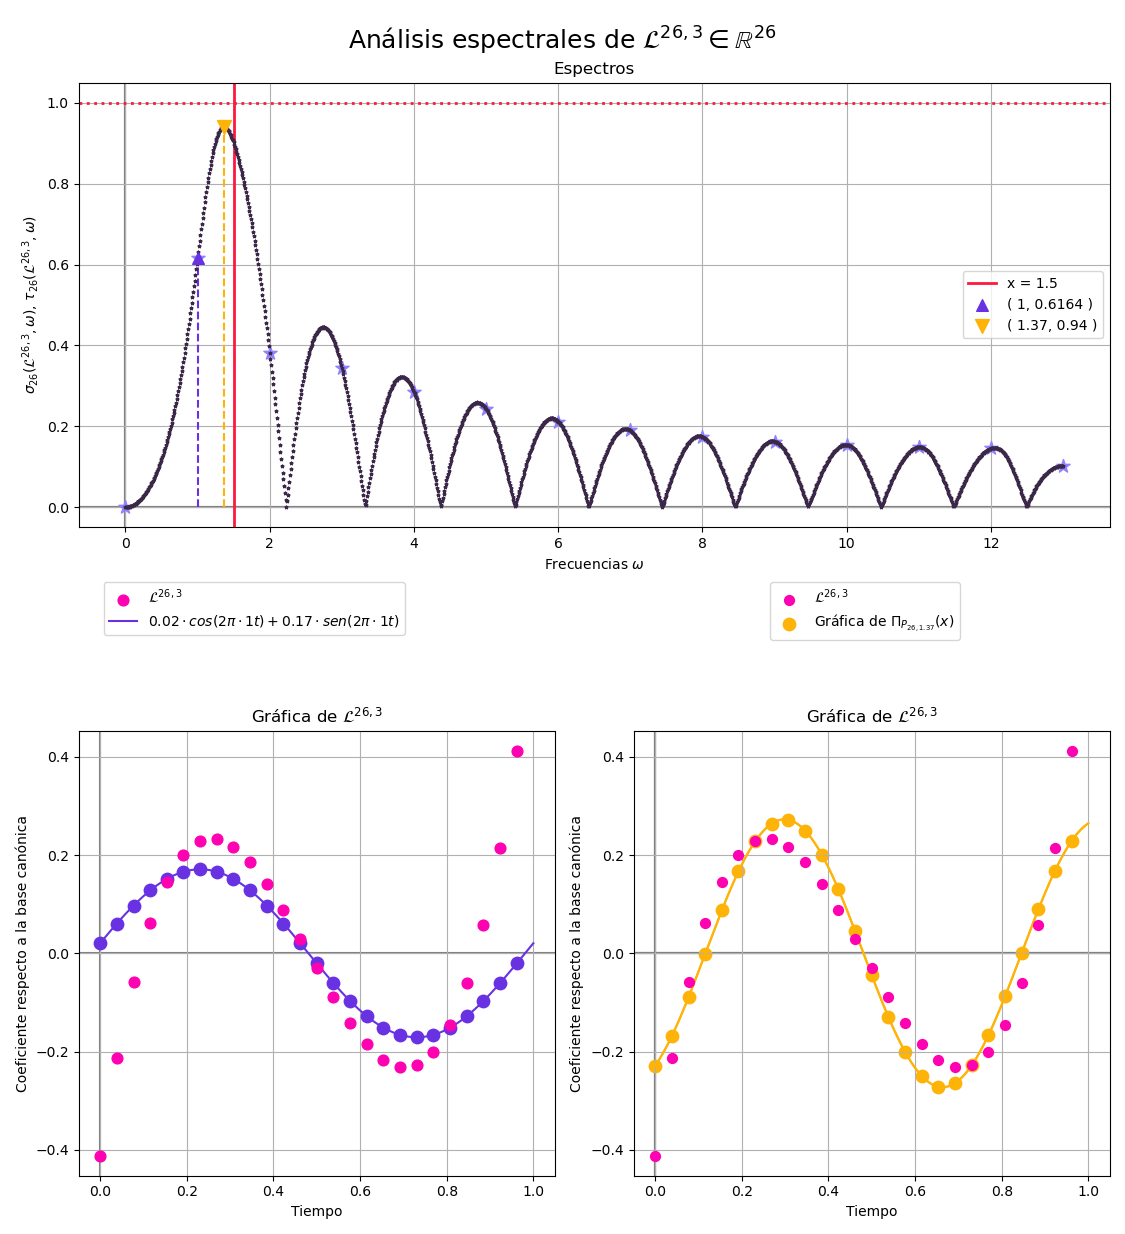 Análisis espectrales de 𝓛^{26,3} ∈ ℝ^{26}
Espectros
σ_{26}(𝓛^{26,3}, ω), τ_{26}(𝓛^{26,3}, ω)
1.0
0.8
0.6
0.4
0.2
0.0
x = 1.5
( 1, 0.6164 )
( 1.37, 0.94 )
0 2 4 6 8 10 12
Frecuencias ω
𝓛^{26,3}
0.02 · cos(2π · 1t) + 0.17 · sen(2π · 1t)
𝓛^{26,3}
Gráfica de Π_{P_{26,1.37}}(x)
Gráfica de 𝓛^{26,3}
Coeficiente respecto a la base canónica
0.4
0.2
0.0
−0.2
−0.4
0.0 0.2 0.4 0.6 0.8 1.0
Tiempo
Gráfica de 𝓛^{26,3}
Coeficiente respecto a la base canónica
0.4
0.2
0.0
−0.2
−0.4
0.0 0.2 0.4 0.6 0.8 1.0
Tiempo